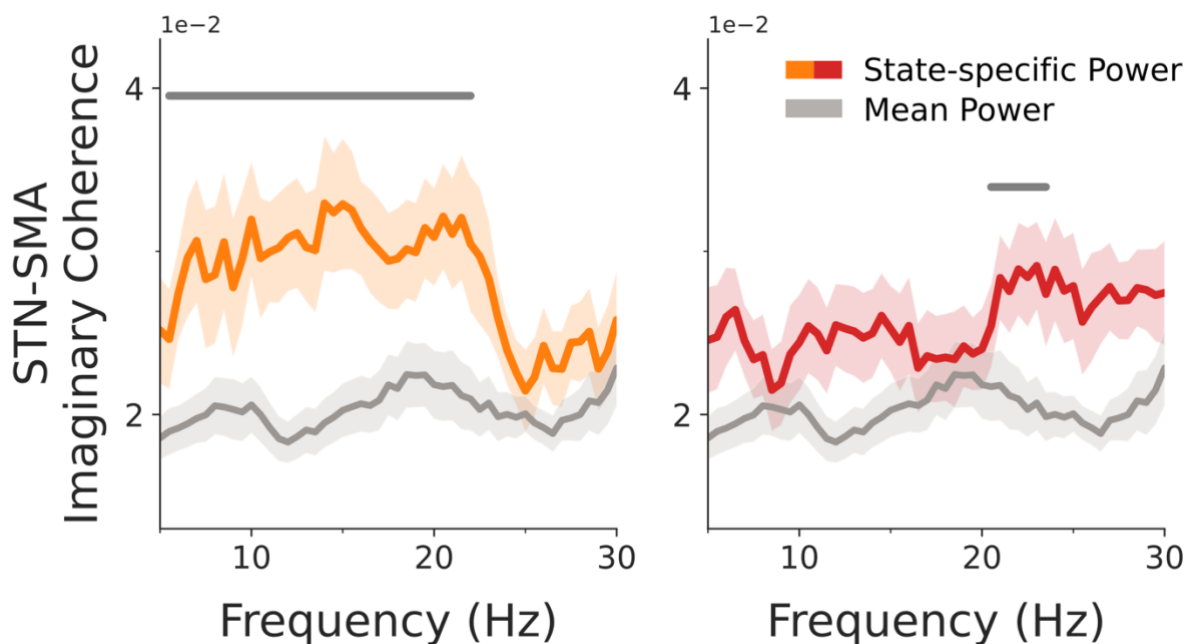 1e−2
1e−2
4
4
State-specific Power
Mean Power
STN-SMA
Imaginary Coherence
2
2
10
20
30
10
20
30
Frequency (Hz)
Frequency (Hz)